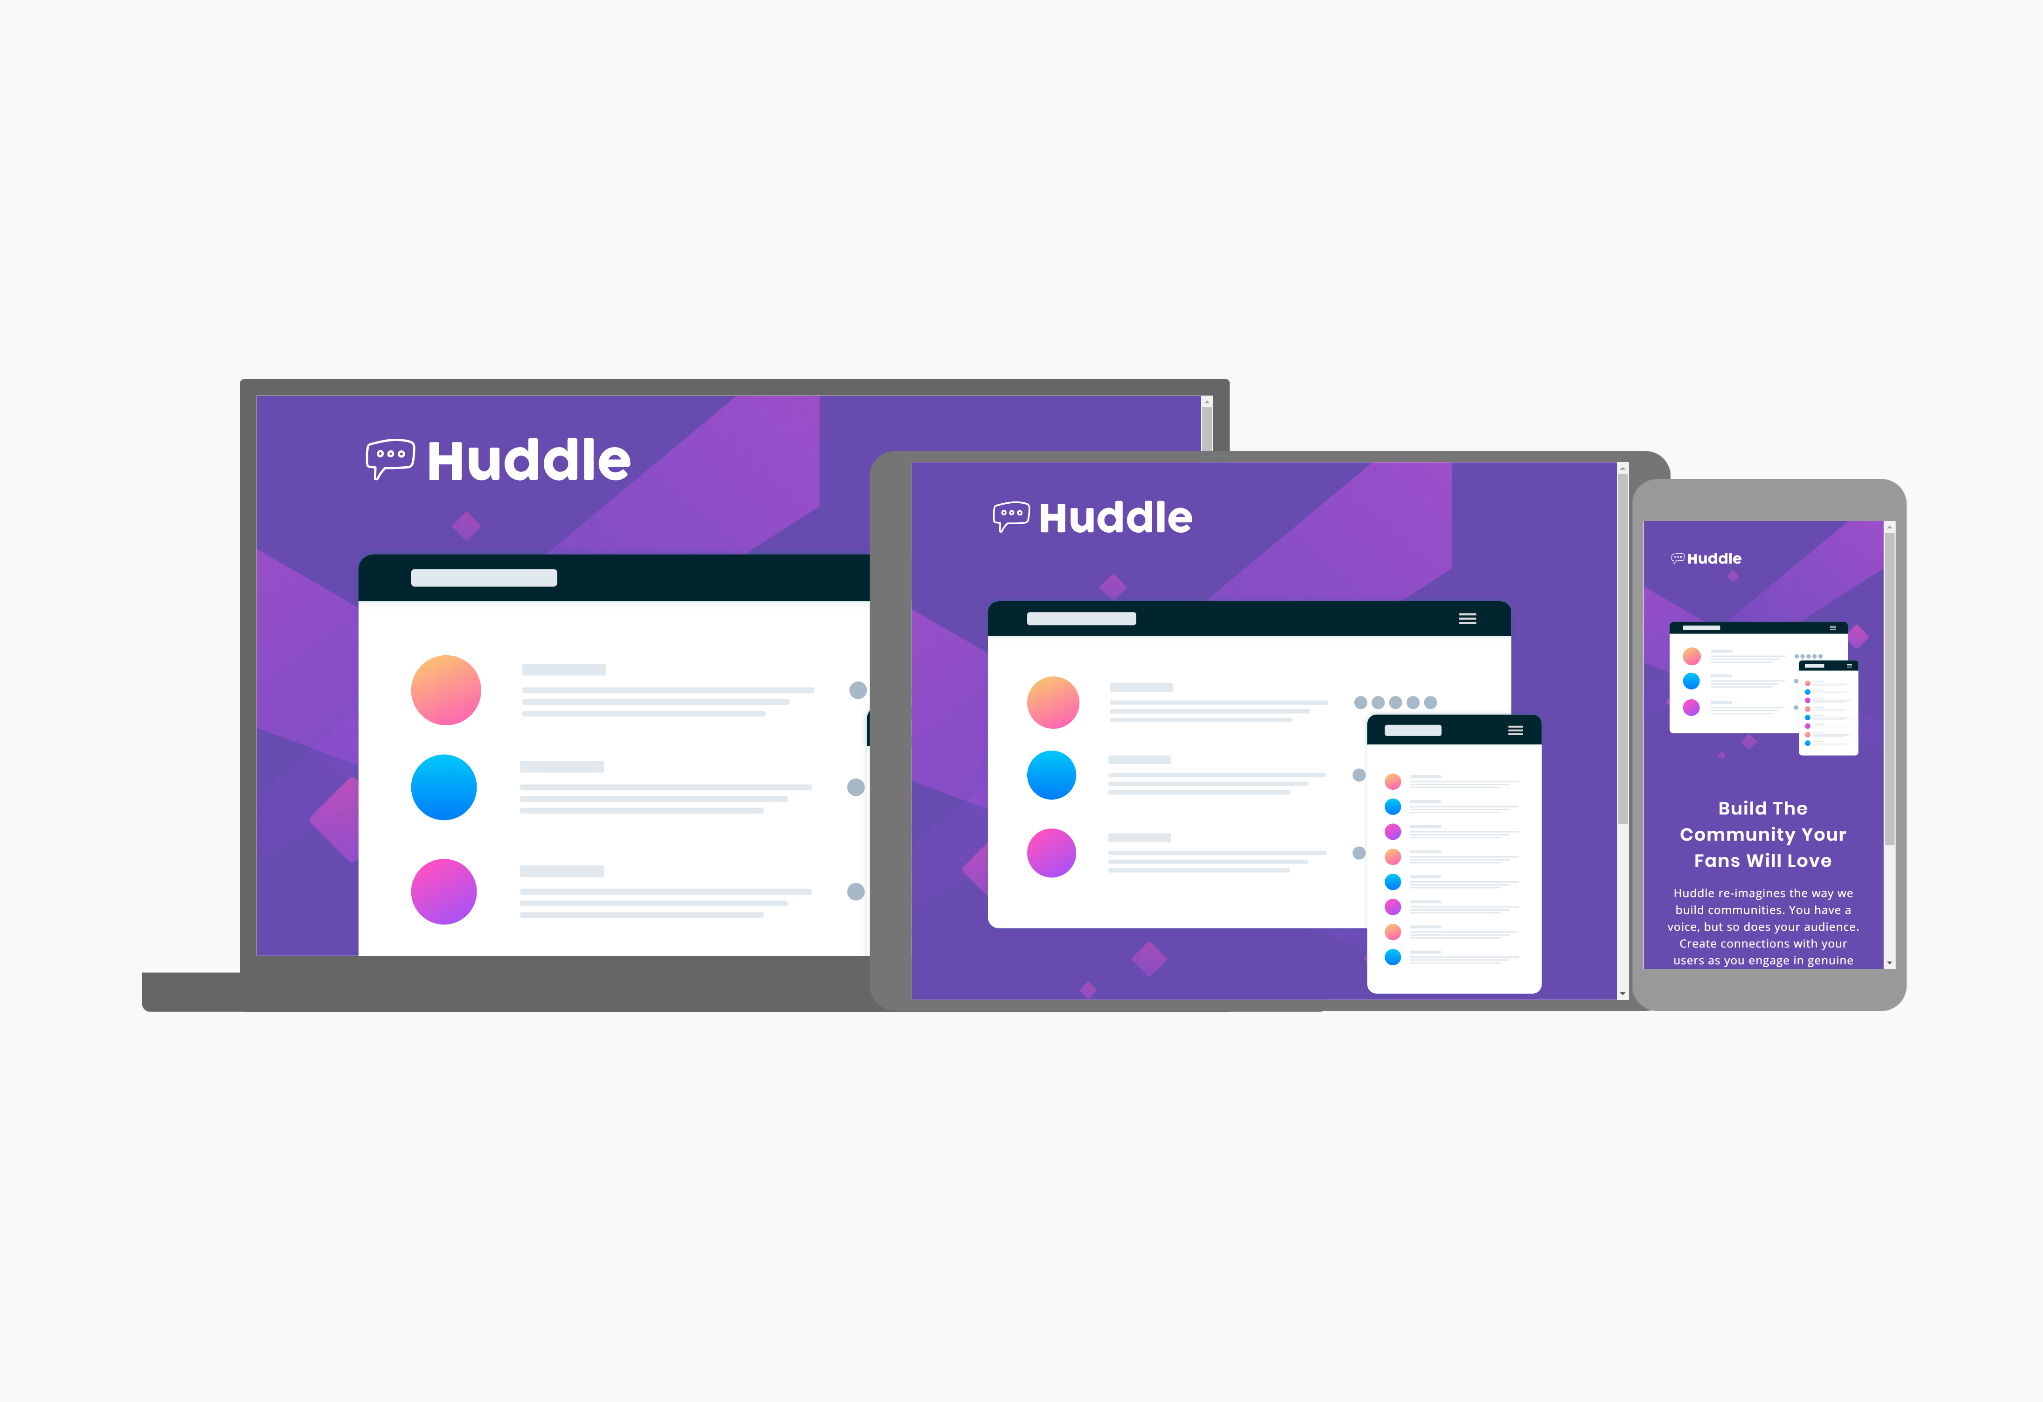 Huddle
Huddle
Huddle
Build The
Community Your
Fans Will Love
Huddle re-imagines the way we
build communities. You have a
voice, but so does your audience.
Create connections with your
users as you engage in genuine